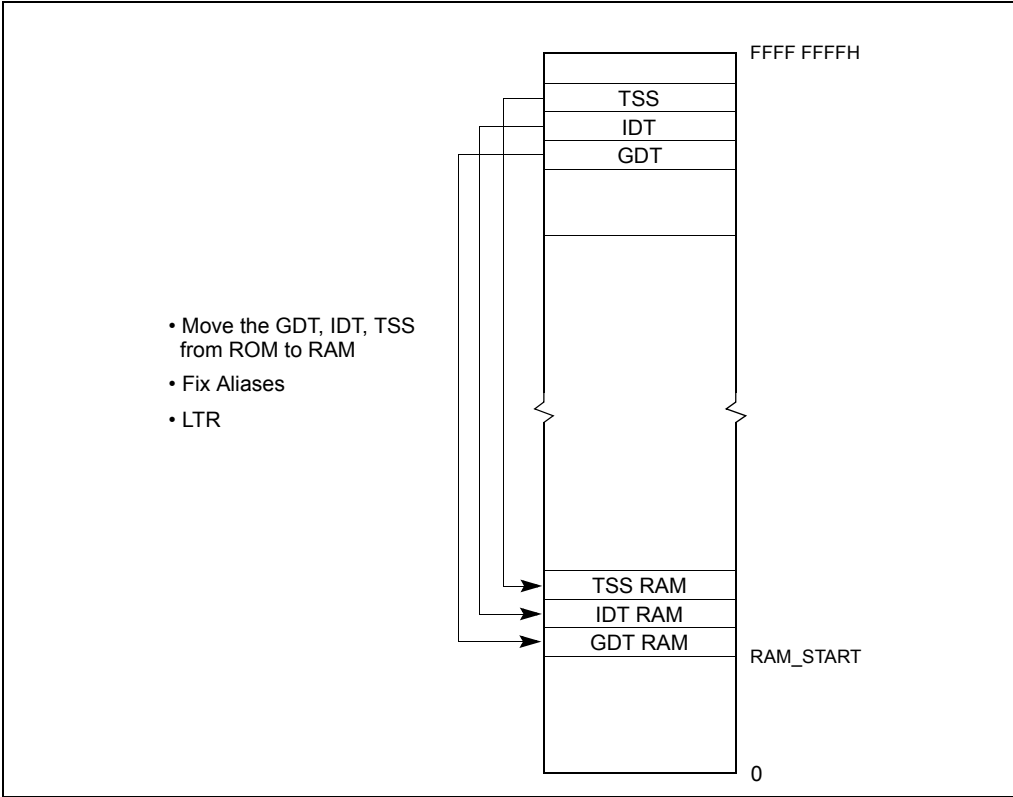 FFFF FFFFH
TSS
IDT
GDT
• Move the GDT, IDT, TSS
from ROM to RAM
• Fix Aliases
• LTR
TSS RAM
IDT RAM
GDT RAM
RAM_START
0